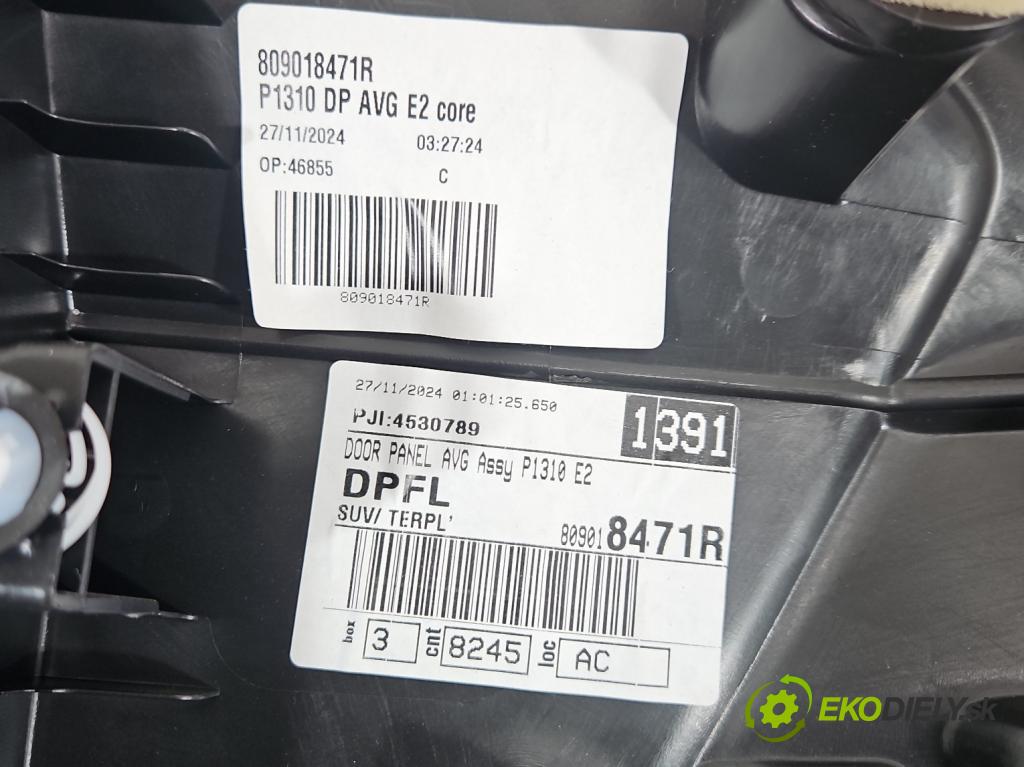 809018471R
P1310 DP AVG E2 core
27/11/2024 03:27:24
OP:46855 C
809018471R
27/11/2024 01:01:25.650
PJI:4530789 1391
DOOR PANEL AVG Assy P1310 E2
DPFL
SUV/ TERPL'
809018471R
box 3 cnt 8245 loc AC
EKODIELY.sk